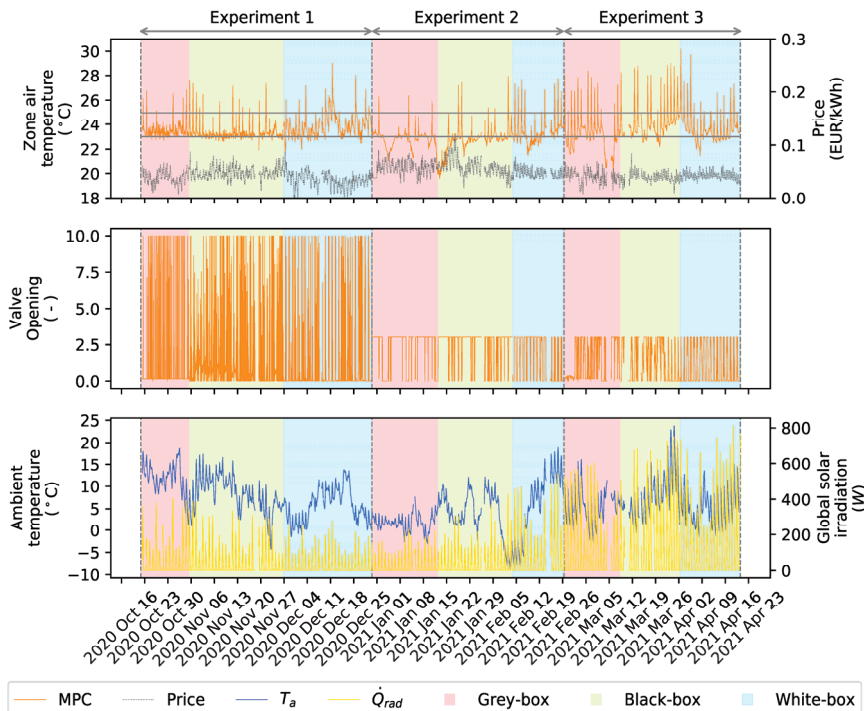 Experiment 1
Experiment 2
Experiment 3
Zone air
temperature
(°C)
30
28
26
24
22
20
18
0.3
0.2
0.1
0.0
Price
(EUR/kWh)
Valve
Opening
(-)
10.0
7.5
5.0
2.5
0.0
Ambient
temperature
(°C)
25
20
15
10
5
0
−5
−10
800
600
400
200
0
Global solar
irradiation
(W)
2020 Oct 16
2020 Oct 23
2020 Oct 30
2020 Nov 06
2020 Nov 13
2020 Nov 20
2020 Nov 27
2020 Dec 04
2020 Dec 11
2020 Dec 18
2020 Dec 25
2021 Jan 01
2021 Jan 08
2021 Jan 15
2021 Jan 22
2021 Jan 29
2021 Feb 05
2021 Feb 12
2021 Feb 19
2021 Feb 26
2021 Mar 05
2021 Mar 12
2021 Mar 19
2021 Mar 26
2021 Apr 02
2021 Apr 09
2021 Apr 16
2021 Apr 23
MPC
Price
T_a
Q̇_rad
Grey-box
Black-box
White-box